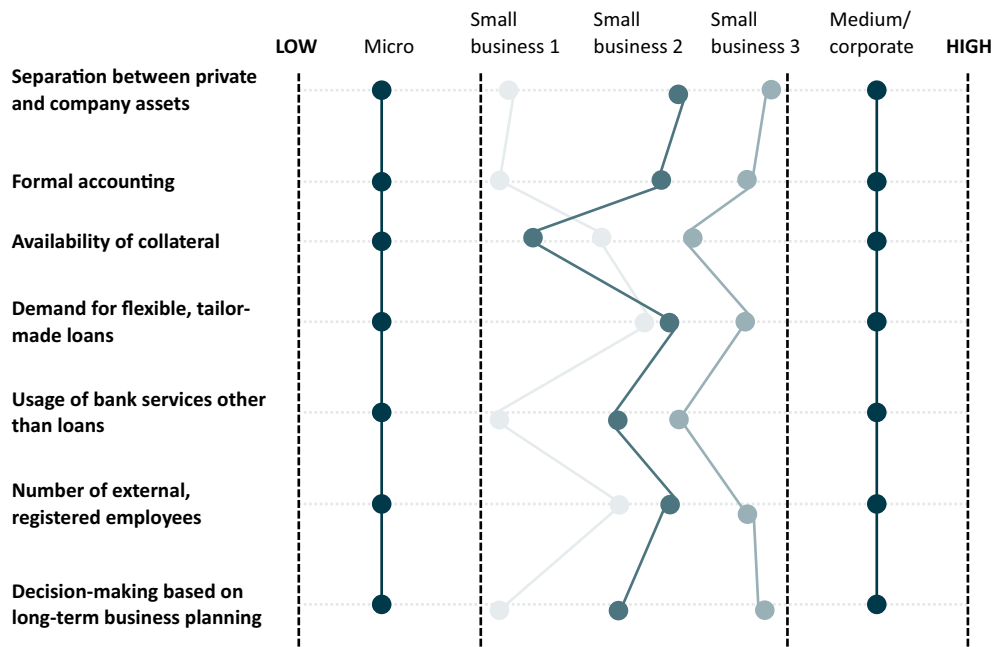 LOW
Micro
Small
business 1
Small
business 2
Small
business 3
Medium/
corporate
HIGH
Separation between private
and company assets
Formal accounting
Availability of collateral
Demand for flexible, tailor-
made loans
Usage of bank services other
than loans
Number of external,
registered employees
Decision-making based on
long-term business planning